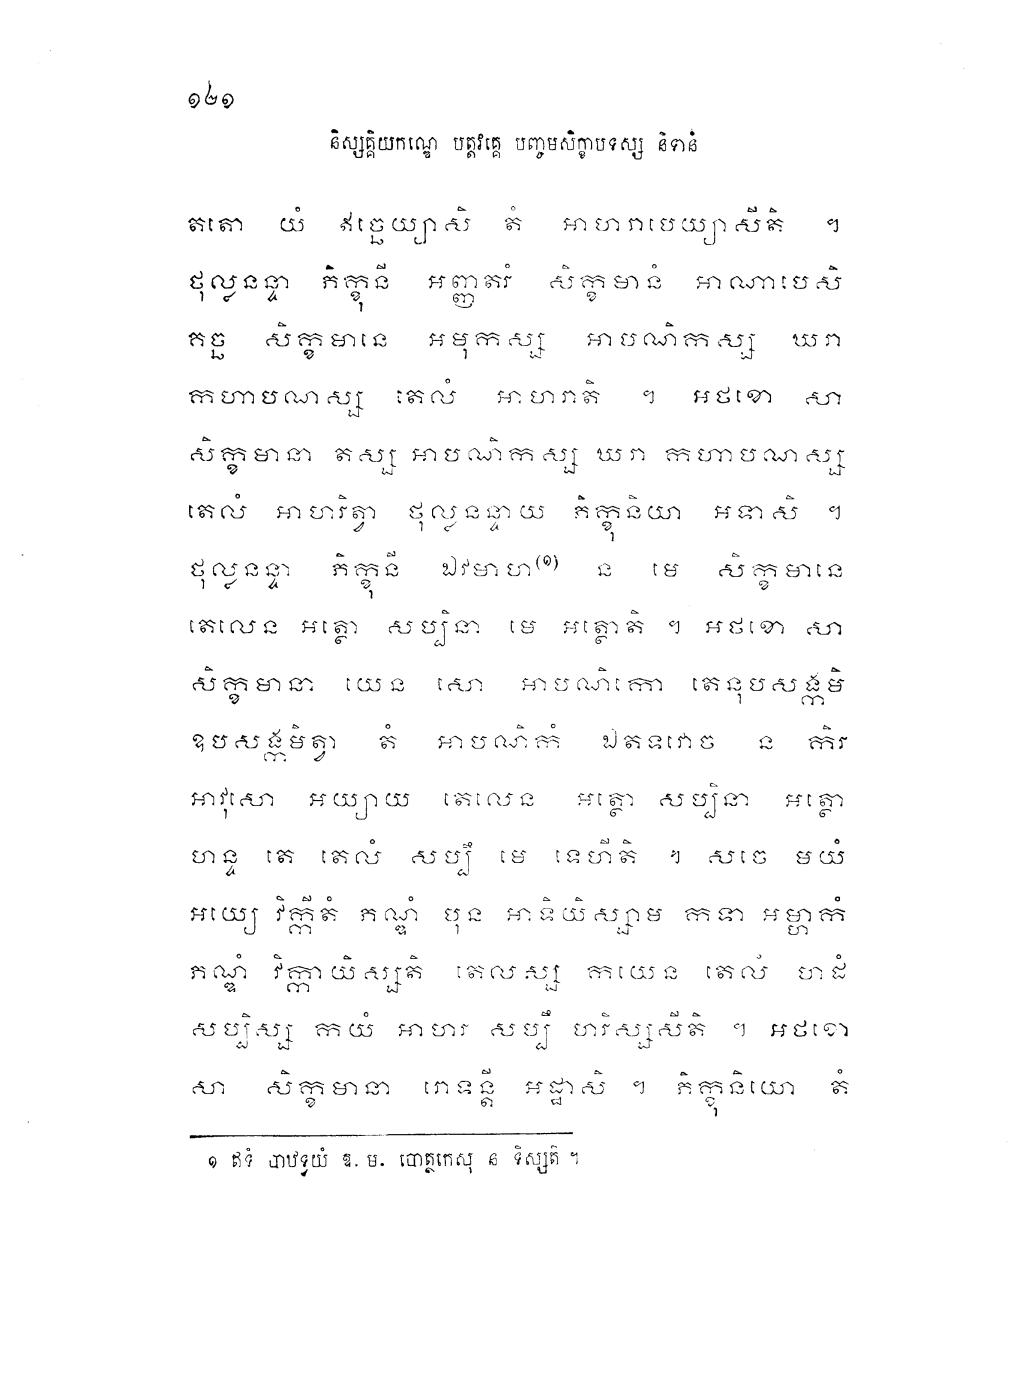 ១២១
និស្សគ្គិយកណ្ឌេ បត្តវគ្គេ បញ្ចមសិក្ខាបទស្ស និទានំ
តតោ យំ ឥច្ឆេយ្យាសិ តំ អាហរាបេយ្យាសីតិ ។
ថុល្លនន្ទា ភិក្ខុនី អញ្ញតរំ សិក្ខមានំ អាណាបេសិ
គច្ឆ សិក្ខមានេ អមុកស្ស អាបណិកស្ស ឃរា
កហាបណស្ស តេលំ អាហរាតិ ។ អថខោ សា
សិក្ខមានា តស្ស អាបណិកស្ស ឃរា កហាបណស្ស
តេលំ អាហរិត្វា ថុល្លនន្ទាយ ភិក្ខុនិយា អទាសិ ។
ថុល្លនន្ទា ភិក្ខុនី ឯវមាហ(១) ន មេ សិក្ខមានេ
តេលេន អត្ថោ សប្បិនា មេ អត្ថោតិ ។ អថខោ សា
សិក្ខមានា យេន សោ អាបណិកោ តេនុបសង្កមិ
ឧបសង្កមិត្វា តំ អាបណិកំ ឯតទវោច ន កិរ
អាវុសោ អយ្យាយ តេលេន អត្ថោ សប្បិនា អត្ថោ
ហន្ទ តេ តេលំ សប្បឹ មេ ទេហីតិ ។ សចេ មយំ
អយ្យេ វិក្កីតំ ភណ្ឌំ បុន អាទិយិស្សាម កទា អម្ហាកំ
ភណ្ឌំ វិក្កាយិស្សតិ តេលស្ស កយេន តេលំ ហដំ
សប្បិស្ស កយំ អាហរ សប្បឹ ហរិស្សសីតិ ។ អថខោ
សា សិក្ខមានា រោទន្តី អដ្ឋាសិ ។ ភិក្ខុនិយោ តំ
១ ឥទំ បាឋទ្វយំ ឱ. ម. បោត្ថកេសុ ន ទិស្សតិ ។